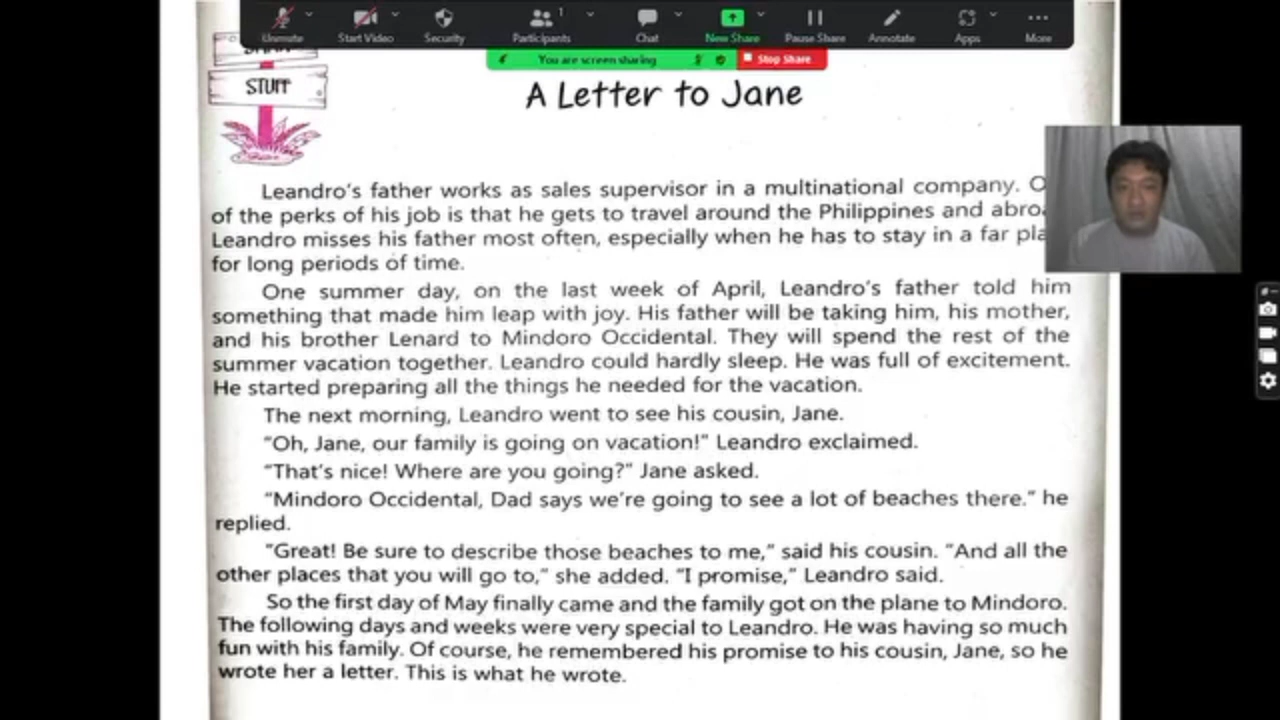 Unmute
Start Video
Security
Participants
1
Chat
New Share
Pause Share
Annotate
Apps
More
You are screen sharing
Stop Share
STUFF
A Letter to Jane
Leandro's father works as sales supervisor in a multinational company.
of the perks of his job is that he gets to travel around the Philippines and
Leandro misses his father most often, especially when he has to stay in a far
for long periods of time.
One summer day, on the last week of April, Leandro's father told him
something that made him leap with joy. His father will be taking him, his mother,
and his brother Lenard to Mindoro Occidental. They will spend the rest of the
summer vacation together. Leandro could hardly sleep. He was full of excitement.
He started preparing all the things he needed for the vacation.
The next morning, Leandro went to see his cousin, Jane.
"Oh, Jane, our family is going on vacation!" Leandro exclaimed.
"That's nice! Where are you going?" Jane asked.
"Mindoro Occidental, Dad says we're going to see a lot of beaches there." he
replied.
"Great! Be sure to describe those beaches to me," said his cousin. "And all the
other places that you will go to," she added. "I promise," Leandro said.
So the first day of May finally came and the family got on the plane to Mindoro.
The following days and weeks were very special to Leandro. He was having so much
fun with his family. Of course, he remembered his promise to his cousin, Jane, so he
wrote her a letter. This is what he wrote.